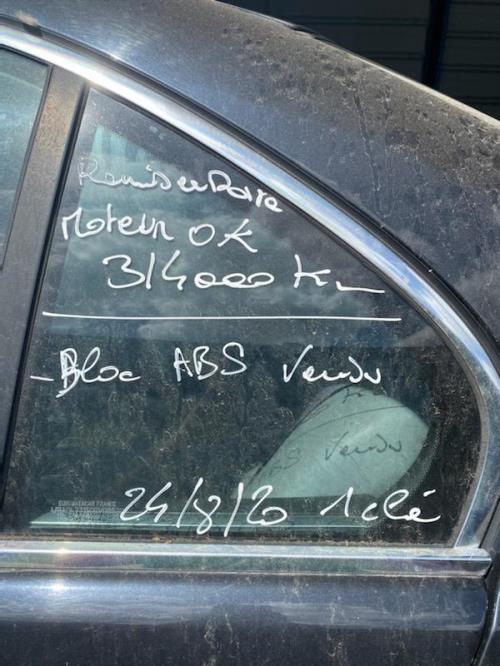 Moteur OK
314000 Km
- Bloc ABS Vendu
24/8/20 1 clé